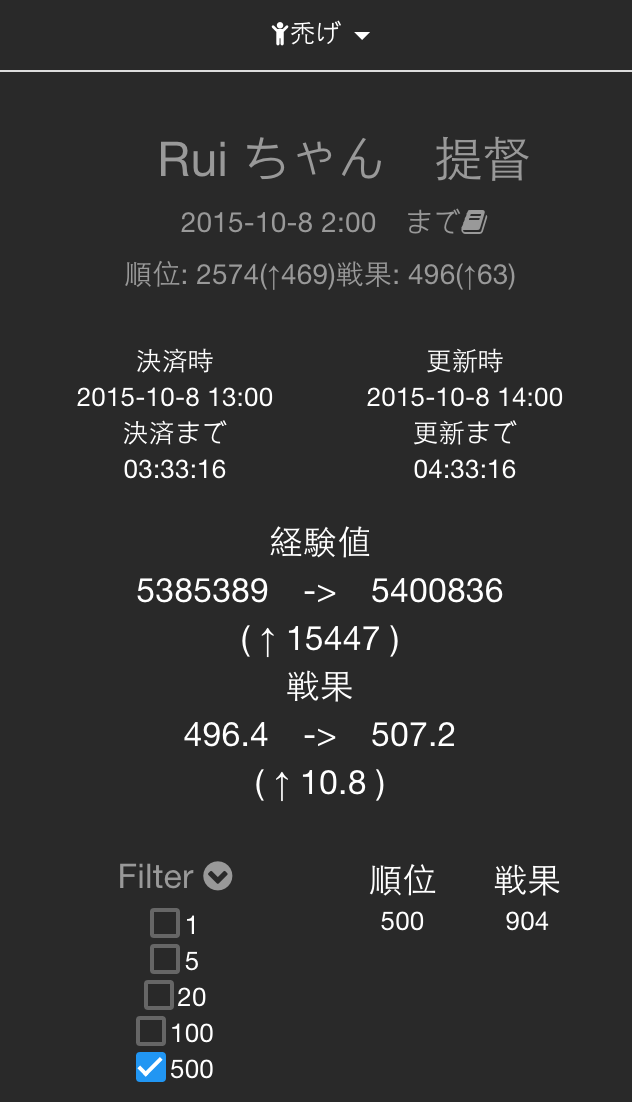 禿げ
Rui ちゃん　提督
2015-10-8 2:00　まで
順位: 2574(↑469)戦果: 496(↑63)
決済時
2015-10-8 13:00
決済まで
03:33:16
更新時
2015-10-8 14:00
更新まで
04:33:16
経験値
5385389　->　5400836
( ↑ 15447 )
戦果
496.4　->　507.2
( ↑ 10.8 )
Filter
1
5
20
100
500
順位 戦果
500 904